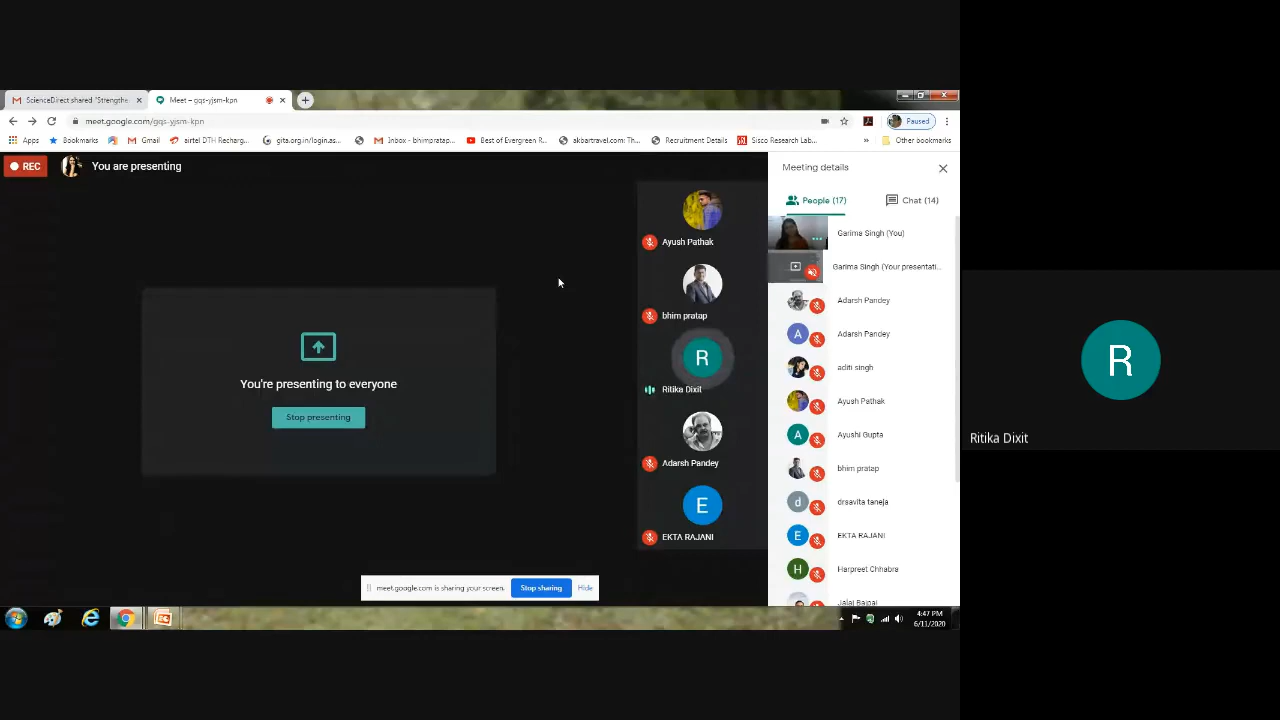 ScienceDirect shared "Strengthe
Meet – gqs-yjsm-kpn
meet.google.com/gqs-yjsm-kpn
Paused
Apps
Bookmarks
Gmail
airtel DTH Recharg...
gita.org.in/login.as...
Inbox - bhimpratap...
Best of Evergreen R...
akbartravel.com: Th...
Recruitment Details
Sisco Research Lab...
»
Other bookmarks
REC
You are presenting
You're presenting to everyone
Stop presenting
Ayush Pathak
bhim pratap
R
Ritika Dixit
Adarsh Pandey
E
EKTA RAJANI
Meeting details
People (17)
Chat (14)
Garima Singh (You)
Garima Singh (Your presentati...
Adarsh Pandey
A
Adarsh Pandey
aditi singh
Ayush Pathak
A
Ayushi Gupta
bhim pratap
d
drsavita taneja
E
EKTA RAJANI
H
Harpreet Chhabra
Jalaj Bajpai
meet.google.com is sharing your screen.
Stop sharing
Hide
4:47 PM
6/11/2020
R
Ritika Dixit